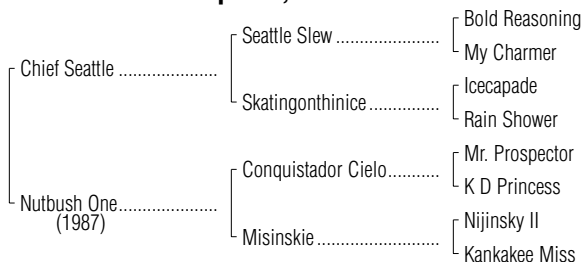 Chief Seattle
Seattle Slew
Bold Reasoning
My Charmer
Skatingonthinice
Icecapade
Rain Shower
Nutbush One
(1987)
Conquistador Cielo
Mr. Prospector
K D Princess
Misinskie
Nijinsky II
Kankakee Miss